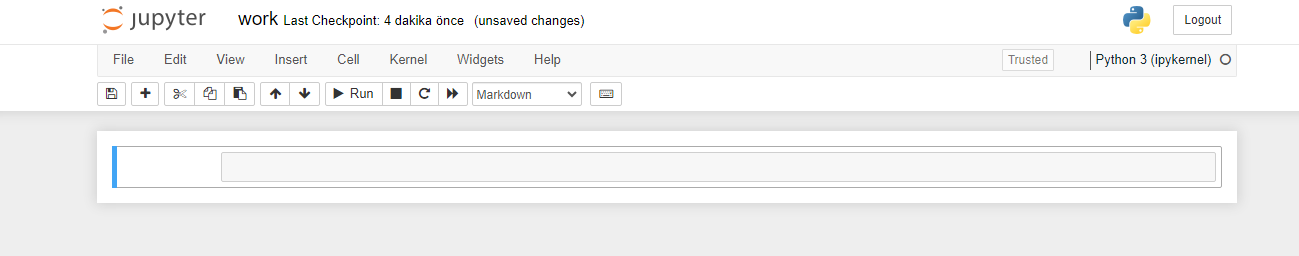 jupyter work Last Checkpoint: 4 dakika önce (unsaved changes) Logout
File Edit View Insert Cell Kernel Widgets Help Trusted Python 3 (ipykernel)
Run Markdown